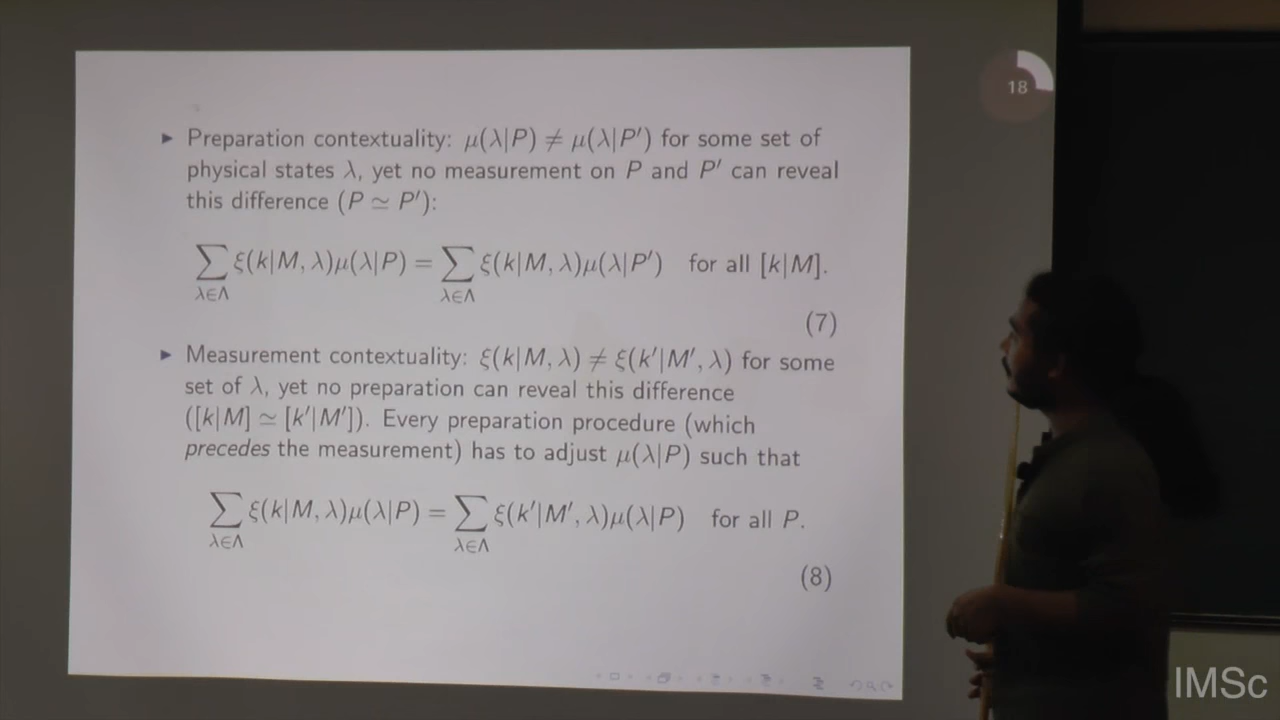 18
▶ Preparation contextuality: μ(λ|P) ≠ μ(λ|P′) for some set of
physical states λ, yet no measurement on P and P′ can reveal
this difference (P ≃ P′):
∑_{λ∈Λ} ξ(k|M, λ)μ(λ|P) = ∑_{λ∈Λ} ξ(k|M, λ)μ(λ|P′) for all [k|M].
(7)
▶ Measurement contextuality: ξ(k|M, λ) ≠ ξ(k′|M′, λ) for some
set of λ, yet no preparation can reveal this difference
([k|M] ≃ [k′|M′]). Every preparation procedure (which
precedes the measurement) has to adjust μ(λ|P) such that
∑_{λ∈Λ} ξ(k|M, λ)μ(λ|P) = ∑_{λ∈Λ} ξ(k′|M′, λ)μ(λ|P) for all P.
(8)
IMSc